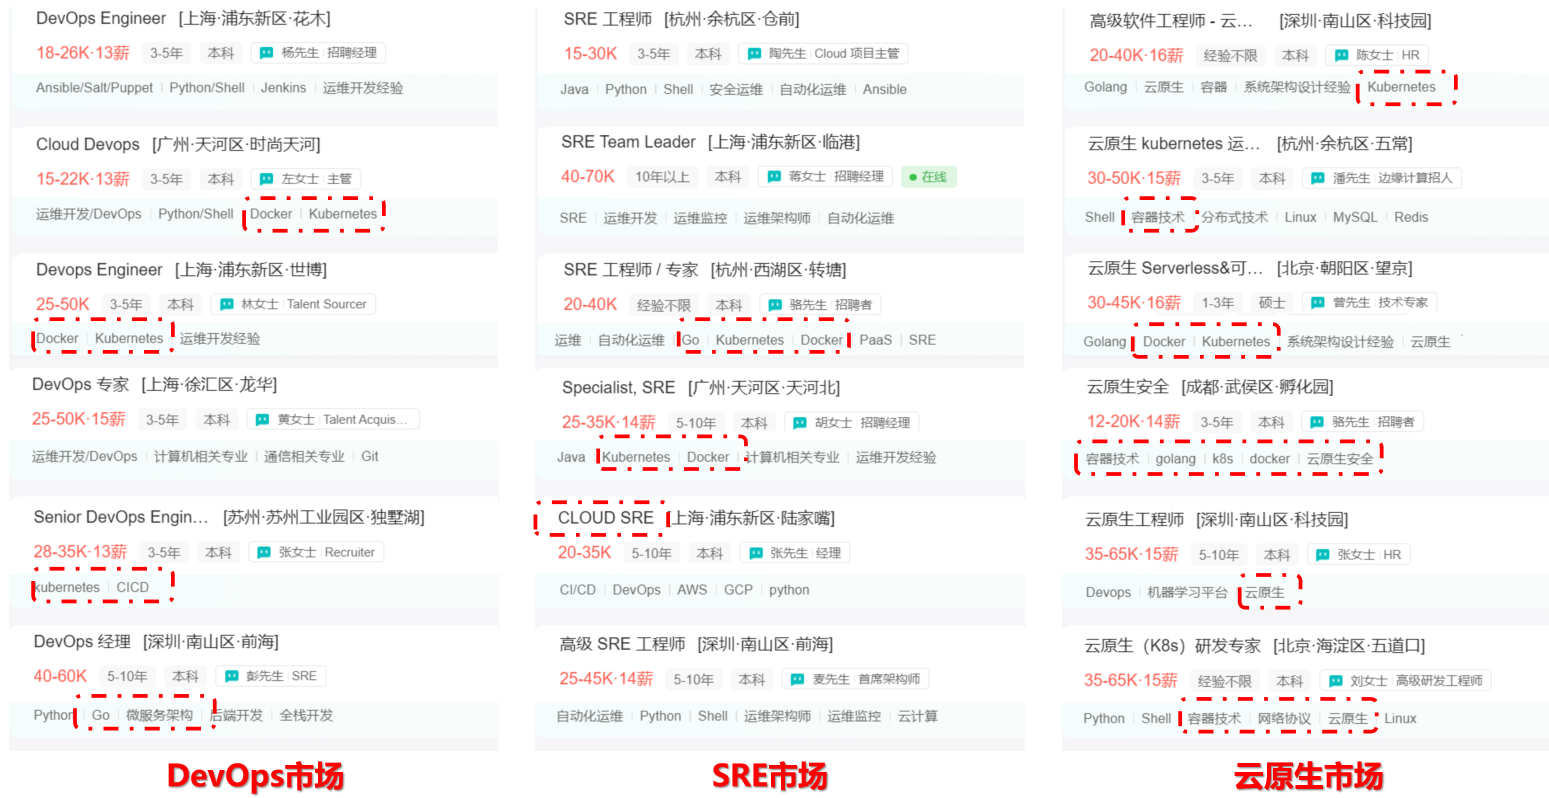 DevOps Engineer [上海·浦东新区·花木]
18-26K·13薪 3-5年 本科 杨先生 招聘经理
Ansible/Salt/Puppet Python/Shell Jenkins 运维开发经验
Cloud Devops [广州·天河区·时尚天河]
15-22K·13薪 3-5年 本科 左女士 主管
运维开发/DevOps Python/Shell Docker Kubernetes
Devops Engineer [上海·浦东新区·世博]
25-50K 3-5年 本科 林女士 Talent Sourcer
Docker Kubernetes 运维开发经验
DevOps 专家 [上海·徐汇区·龙华]
25-50K·15薪 3-5年 本科 黄女士 Talent Acquis...
运维开发/DevOps 计算机相关专业 通信相关专业 Git
Senior DevOps Engin... [苏州·苏州工业园区·独墅湖]
28-35K·13薪 3-5年 本科 张女士 Recruiter
kubernetes CICD
DevOps 经理 [深圳·南山区·前海]
40-60K 5-10年 本科 彭先生 SRE
Python Go 微服务架构 后端开发 全栈开发
DevOps市场
SRE 工程师 [杭州·余杭区·仓前]
15-30K 3-5年 本科 陶先生 Cloud 项目主管
Java Python Shell 安全运维 自动化运维 Ansible
SRE Team Leader [上海·浦东新区·临港]
40-70K 10年以上 本科 蒋女士 招聘经理 在线
SRE 运维开发 运维监控 运维架构师 自动化运维
SRE 工程师 / 专家 [杭州·西湖区·转塘]
20-40K 经验不限 本科 骆先生 招聘者
运维 自动化运维 Go Kubernetes Docker PaaS SRE
Specialist, SRE [广州·天河区·天河北]
25-35K·14薪 5-10年 本科 胡女士 招聘经理
Java Kubernetes Docker 计算机相关专业 运维开发经验
CLOUD SRE [上海·浦东新区·陆家嘴]
20-35K 5-10年 本科 张先生 经理
CI/CD DevOps AWS GCP python
高级 SRE 工程师 [深圳·南山区·前海]
25-45K·14薪 5-10年 本科 麦先生 首席架构师
自动化运维 Python Shell 运维架构师 运维监控 云计算
SRE市场
高级软件工程师 - 云... [深圳·南山区·科技园]
20-40K·16薪 经验不限 本科 陈女士 HR
Golang 云原生 容器 系统架构设计经验 Kubernetes
云原生 kubernetes 运... [杭州·余杭区·五常]
30-50K·15薪 3-5年 本科 潘先生 边缘计算招人
Shell 容器技术 分布式技术 Linux MySQL Redis
云原生 Serverless&可... [北京·朝阳区·望京]
30-45K·16薪 1-3年 硕士 曾先生 技术专家
Golang Docker Kubernetes 系统架构设计经验 云原生
云原生安全 [成都·武侯区·孵化园]
12-20K·14薪 3-5年 本科 骆先生 招聘者
容器技术 golang k8s docker 云原生安全
云原生工程师 [深圳·南山区·科技园]
35-65K·15薪 5-10年 本科 张女士 HR
Devops 机器学习平台 云原生
云原生（K8s）研发专家 [北京·海淀区·五道口]
35-65K·15薪 经验不限 本科 刘女士 高级研发工程师
Python Shell 容器技术 网络协议 云原生 Linux
云原生市场